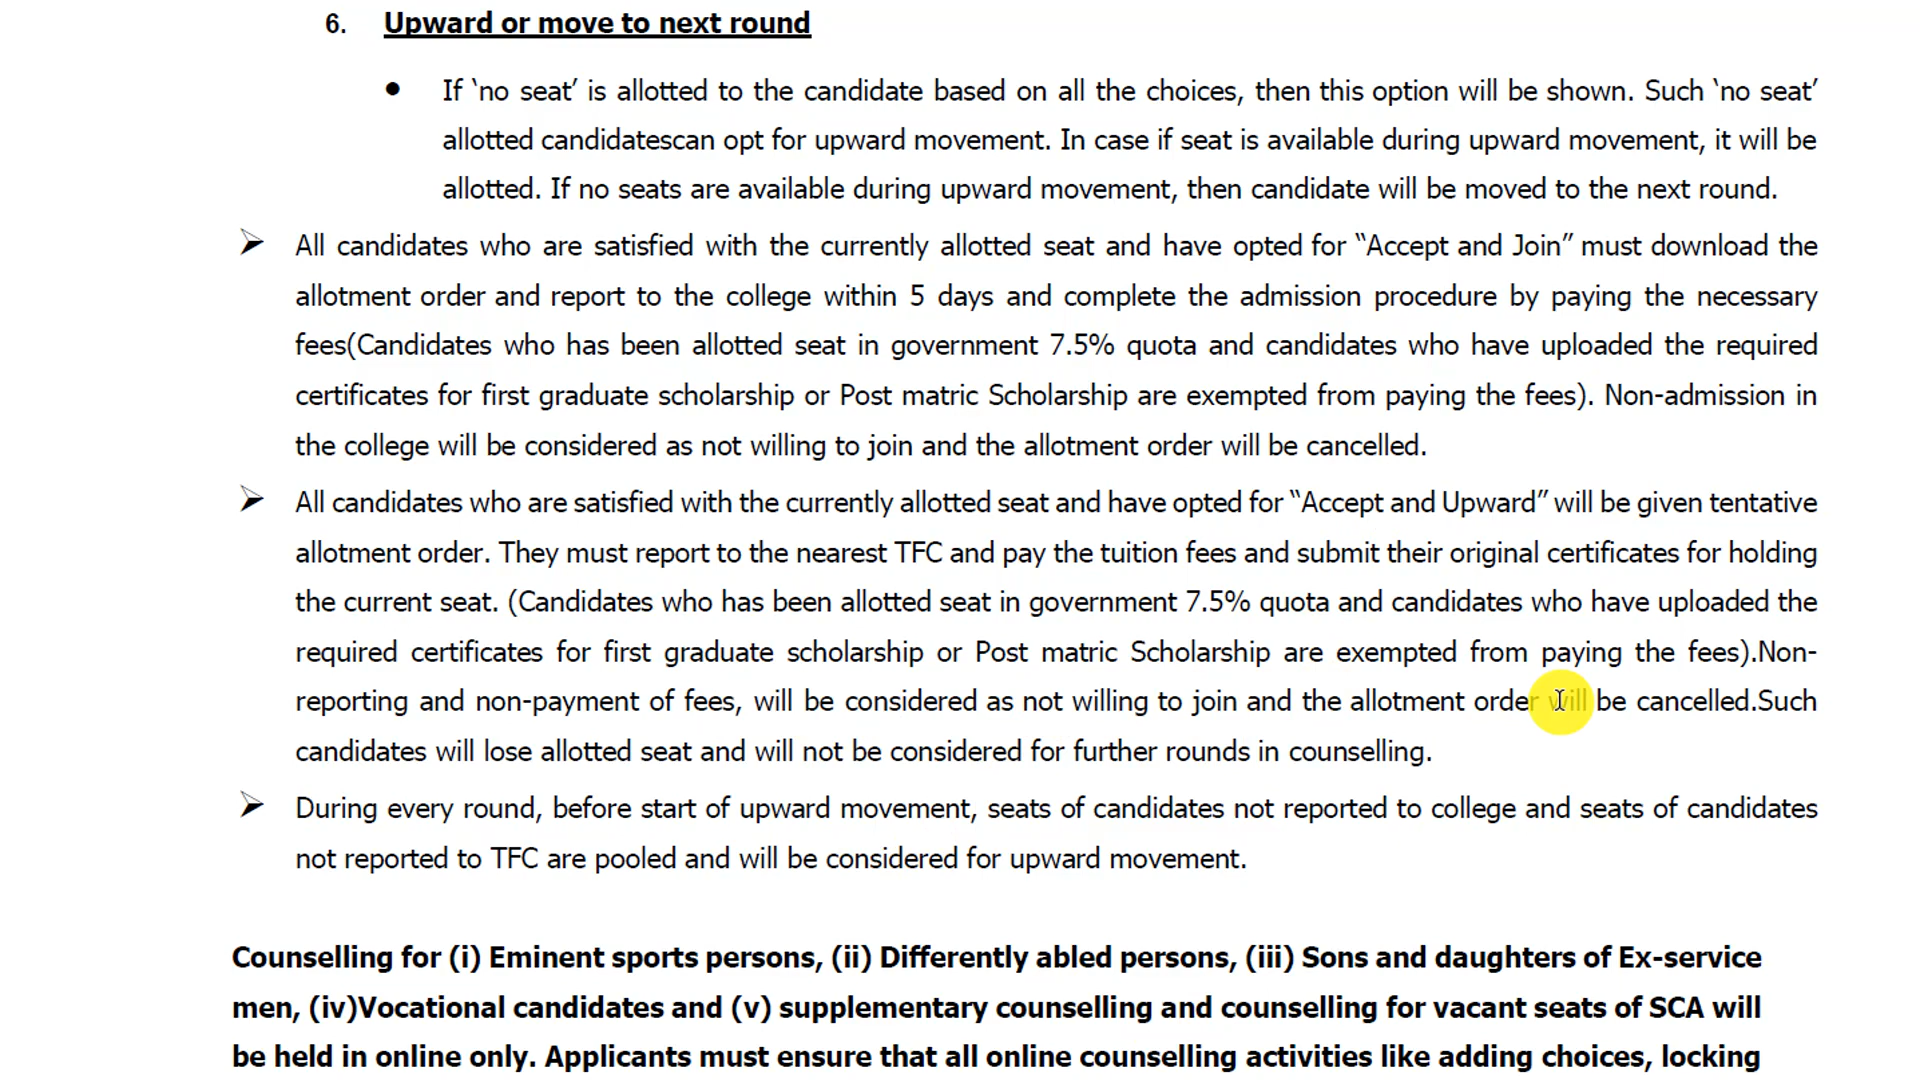 6. Upward or move to next round
● If ‘no seat’ is allotted to the candidate based on all the choices, then this option will be shown. Such ‘no seat’
allotted candidatescan opt for upward movement. In case if seat is available during upward movement, it will be
allotted. If no seats are available during upward movement, then candidate will be moved to the next round.
➢ All candidates who are satisfied with the currently allotted seat and have opted for “Accept and Join” must download the
allotment order and report to the college within 5 days and complete the admission procedure by paying the necessary
fees(Candidates who has been allotted seat in government 7.5% quota and candidates who have uploaded the required
certificates for first graduate scholarship or Post matric Scholarship are exempted from paying the fees). Non-admission in
the college will be considered as not willing to join and the allotment order will be cancelled.
➢ All candidates who are satisfied with the currently allotted seat and have opted for “Accept and Upward” will be given tentative
allotment order. They must report to the nearest TFC and pay the tuition fees and submit their original certificates for holding
the current seat. (Candidates who has been allotted seat in government 7.5% quota and candidates who have uploaded the
required certificates for first graduate scholarship or Post matric Scholarship are exempted from paying the fees).Non-
reporting and non-payment of fees, will be considered as not willing to join and the allotment order will be cancelled.Such
candidates will lose allotted seat and will not be considered for further rounds in counselling.
➢ During every round, before start of upward movement, seats of candidates not reported to college and seats of candidates
not reported to TFC are pooled and will be considered for upward movement.
Counselling for (i) Eminent sports persons, (ii) Differently abled persons, (iii) Sons and daughters of Ex-service
men, (iv)Vocational candidates and (v) supplementary counselling and counselling for vacant seats of SCA will
be held in online only. Applicants must ensure that all online counselling activities like adding choices, locking